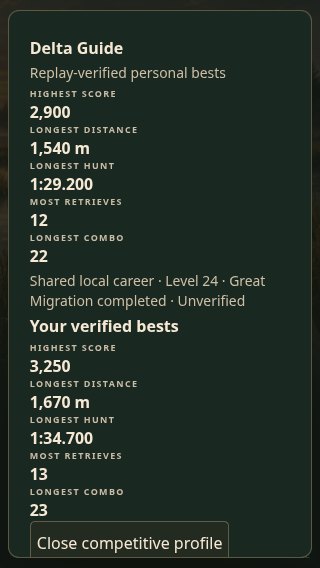 Delta Guide
Replay-verified personal bests
HIGHEST SCORE
2,900
LONGEST DISTANCE
1,540 m
LONGEST HUNT
1:29.200
MOST RETRIEVES
12
LONGEST COMBO
22
Shared local career · Level 24 · Great
Migration completed · Unverified
Your verified bests
HIGHEST SCORE
3,250
LONGEST DISTANCE
1,670 m
LONGEST HUNT
1:34.700
MOST RETRIEVES
13
LONGEST COMBO
23
Close competitive profile